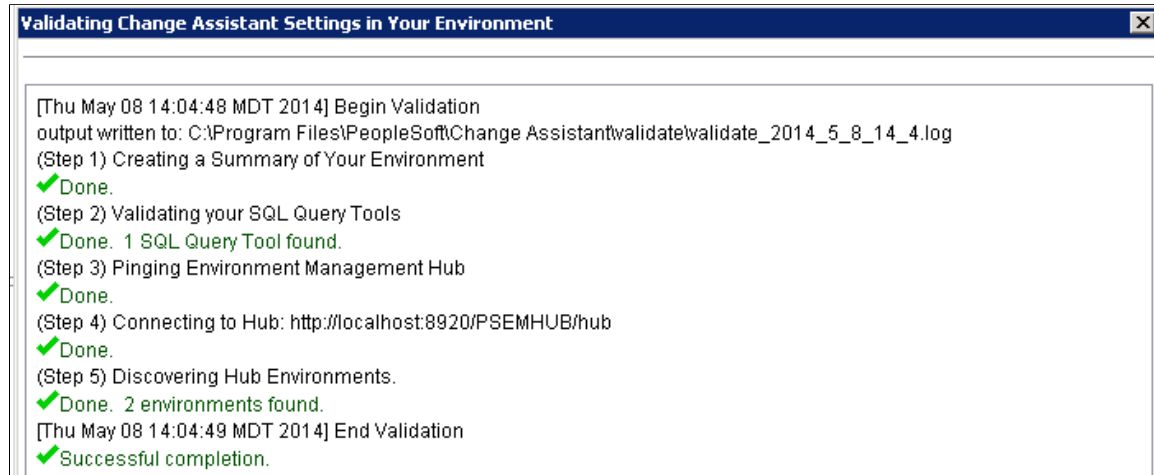 Validating Change Assistant Settings in Your Environment
[Thu May 08 14:04:48 MDT 2014] Begin Validation
output written to: C:\Program Files\PeopleSoft\Change Assistant\validate\validate_2014_5_8_14_4.log
(Step 1) Creating a Summary of Your Environment
Done.
(Step 2) Validating your SQL Query Tools
Done.  1 SQL Query Tool found.
(Step 3) Pinging Environment Management Hub
Done.
(Step 4) Connecting to Hub: http://localhost:8920/PSEMHUB/hub
Done.
(Step 5) Discovering Hub Environments.
Done.  2 environments found.
[Thu May 08 14:04:49 MDT 2014] End Validation
Successful completion.